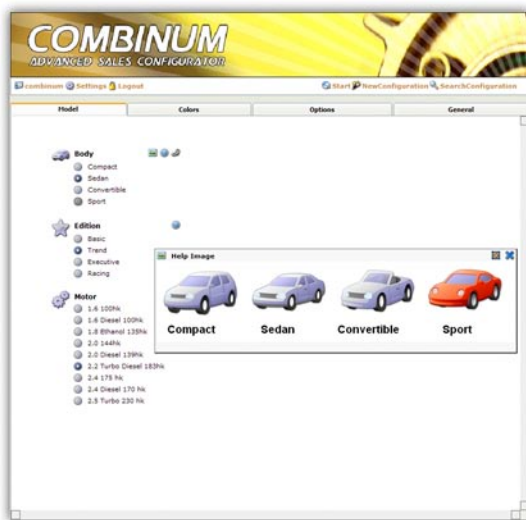 COMBINUM
ADVANCED SALES CONFIGURATOR
combinum Settings Logout
Start NewConfiguration SearchConfiguration
Model Colors Options General
Body
Compact
Sedan
Convertible
Sport
Edition
Basic
Trend
Executive
Racing
Help Image
Compact Sedan Convertible Sport
Motor
1.6 100hk
1.6 Diesel 100hk
1.8 Ethanol 135hk
2.0 144hk
2.0 Diesel 139hk
2.2 Turbo Diesel 183hk
2.4 175 hk
2.4 Diesel 170 hk
2.5 Turbo 230 hk